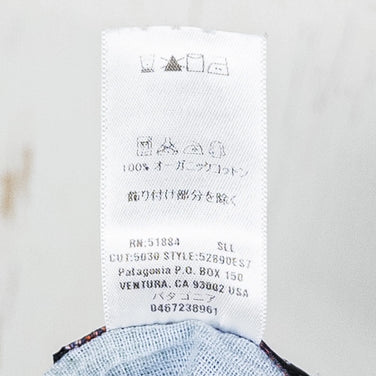 100% オーガニックコットン
飾り付け部分を除く
RN:51884 SLL
CUT:5030 STYLE:52890ES7
Patagonia P.O. BOX 150
VENTURA, CA 93002 USA
パタゴニア
0467238961